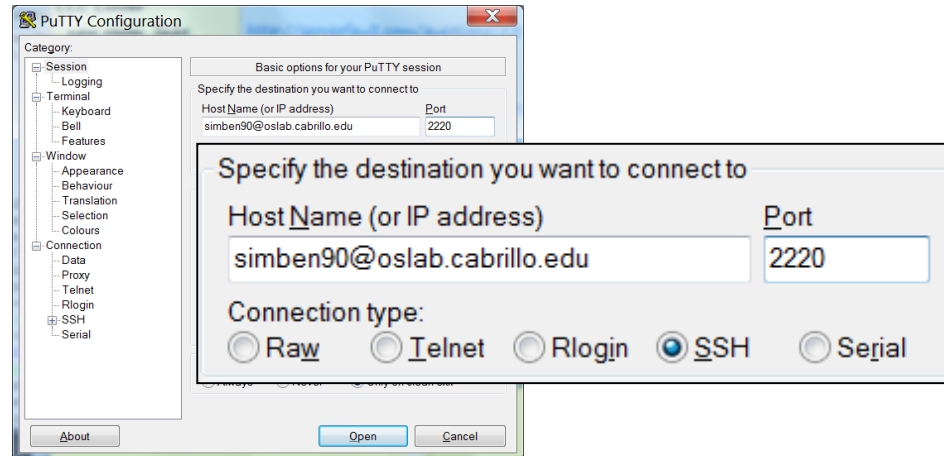 PuTTY Configuration
Category:
Session
Logging
Terminal
Keyboard
Bell
Features
Window
Appearance
Behaviour
Translation
Selection
Colours
Connection
Data
Proxy
Telnet
Rlogin
SSH
Serial
Basic options for your PuTTY session
Specify the destination you want to connect to
Host Name (or IP address) Port
simben90@oslab.cabrillo.edu 2220
Specify the destination you want to connect to
Host Name (or IP address) Port
simben90@oslab.cabrillo.edu 2220
Connection type:
Raw Telnet Rlogin SSH Serial
About Open Cancel